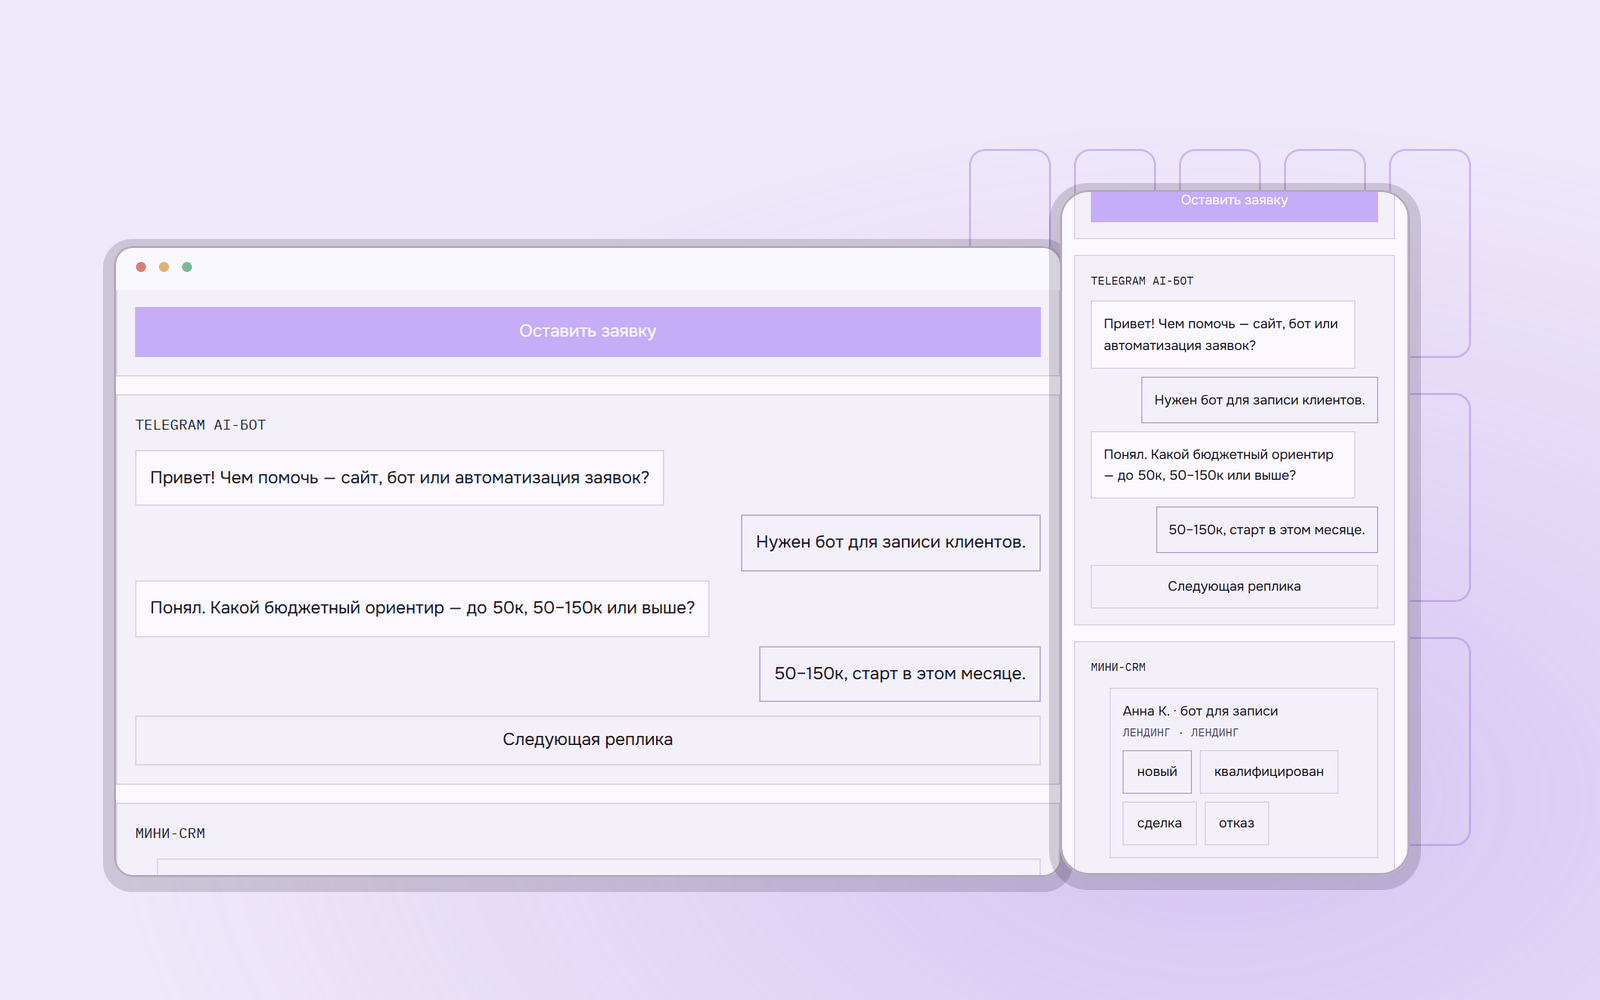 Оставить заявку
TELEGRAM AI-БОТ
Привет! Чем помочь — сайт, бот или автоматизация заявок?
Нужен бот для записи клиентов.
Понял. Какой бюджетный ориентир — до 50к, 50–150к или выше?
50–150к, старт в этом месяце.
Следующая реплика
МИНИ-CRM
Оставить заявку
TELEGRAM AI-БОТ
Привет! Чем помочь — сайт, бот или
автоматизация заявок?
Нужен бот для записи клиентов.
Понял. Какой бюджетный ориентир
— до 50к, 50–150к или выше?
50–150к, старт в этом месяце.
Следующая реплика
МИНИ-CRM
Анна К. · бот для записи
ЛЕНДИНГ · ЛЕНДИНГ
новый
квалифицирован
сделка
отказ